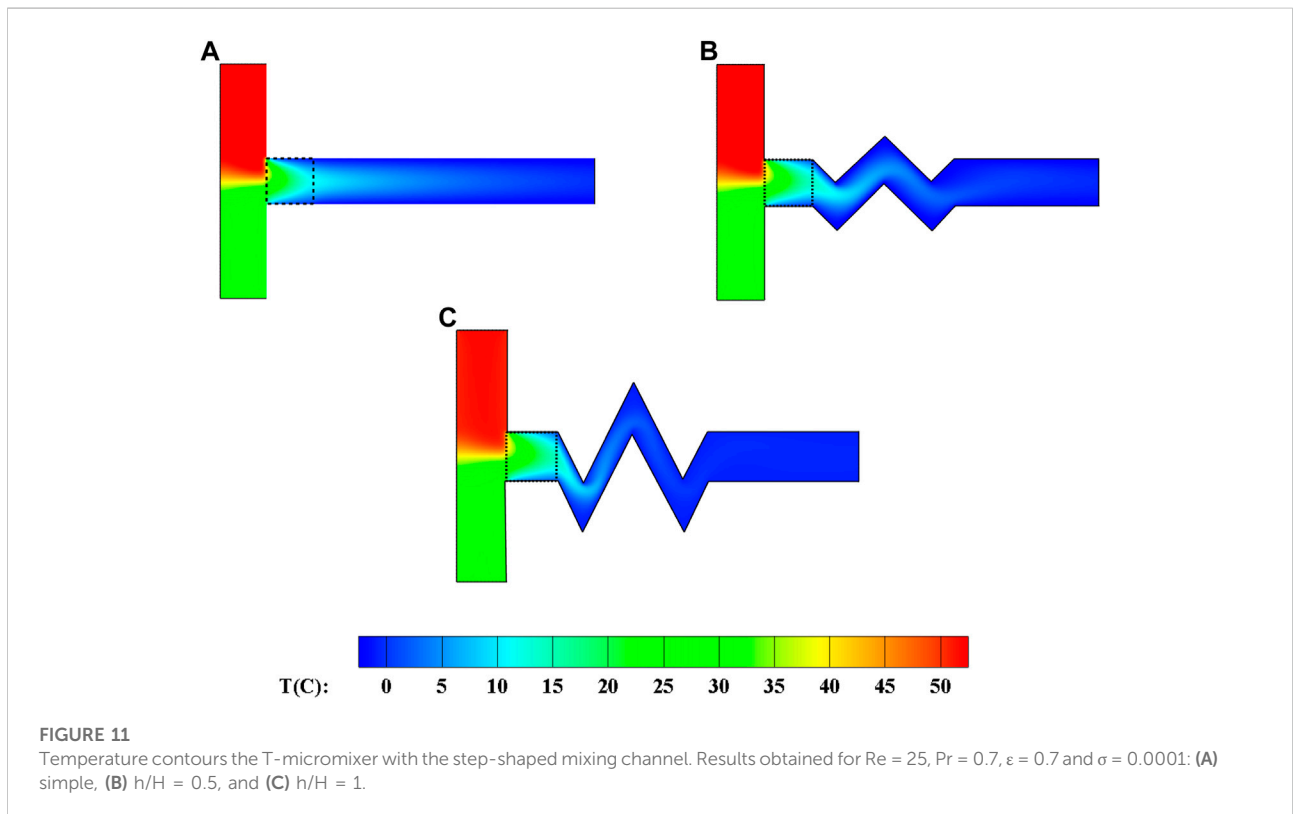 A
B
C
T(C): 0 5 10 15 20 25 30 35 40 45 50
FIGURE 11
Temperature contours the T-micromixer with the step-shaped mixing channel. Results obtained for Re = 25, Pr = 0.7, ε = 0.7 and σ = 0.0001: (A)
simple, (B) h/H = 0.5, and (C) h/H = 1.